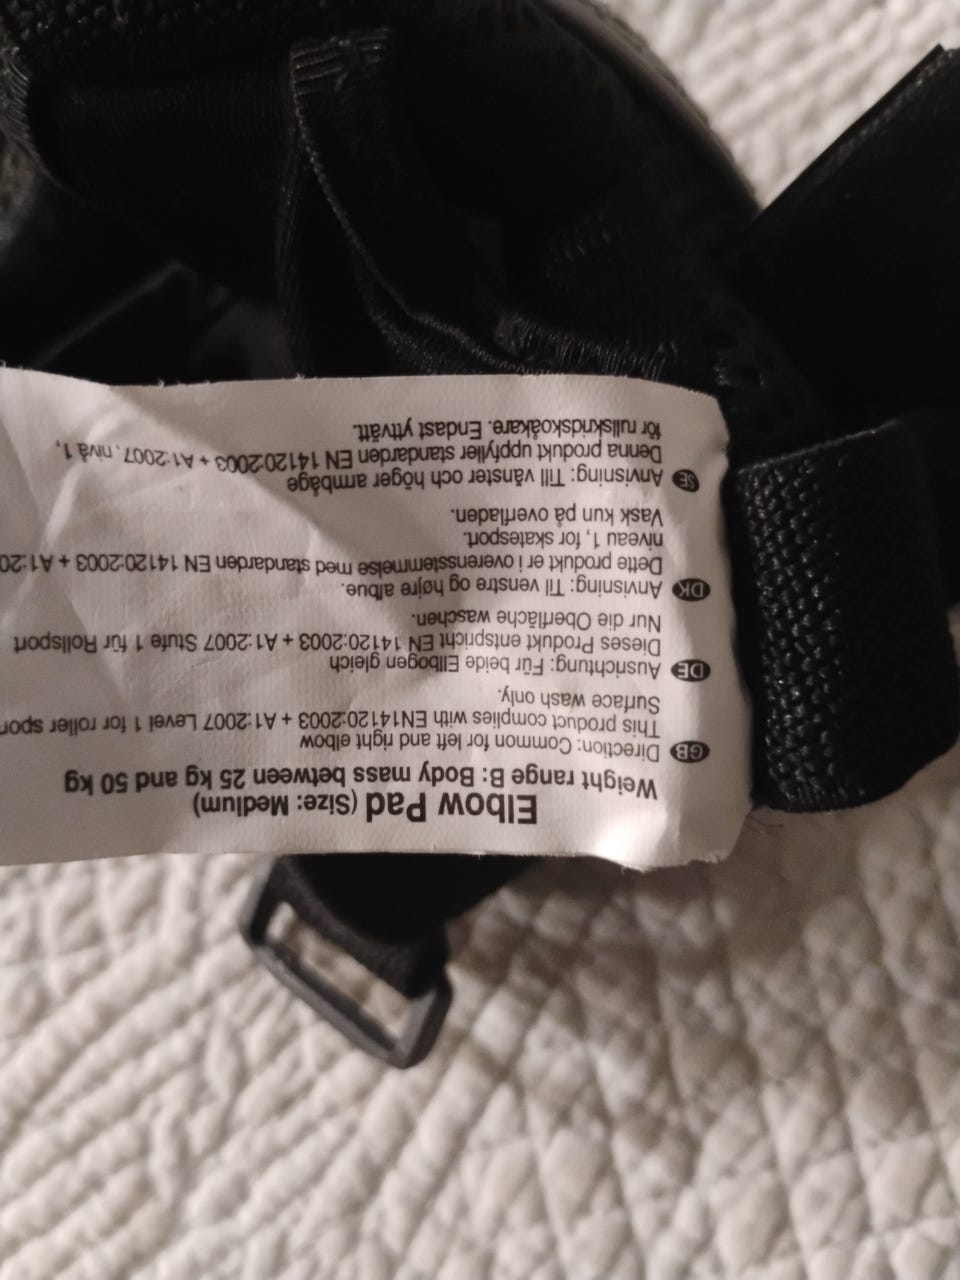 Elbow Pad (Size: Medium)
Weight range B: Body mass between 25 kg and 50 kg
GB Direction: Common for left and right elbow
This product complies with EN14120:2003 + A1:2007 Level 1 for roller spor
Surface wash only.
DE Ausrichtung: Für beide Ellbogen gleich
Dieses Produkt entspricht EN 14120:2003 + A1:2007 Stufe 1 für Rollsport
Nur die Oberfläche waschen.
DK Anvisning: Til venstre og højre albue.
Dette produkt er i overensstemmelse med standarden EN 14120:2003 + A1:20
niveau 1, for skatesport.
Vask kun på overfladen.
SE Anvisning: Till vänster och höger armbåge
Denna produkt uppfyller standarden EN 14120:2003 + A1:2007, nivå 1,
för rullskridskoåkare. Endast yttvätt.